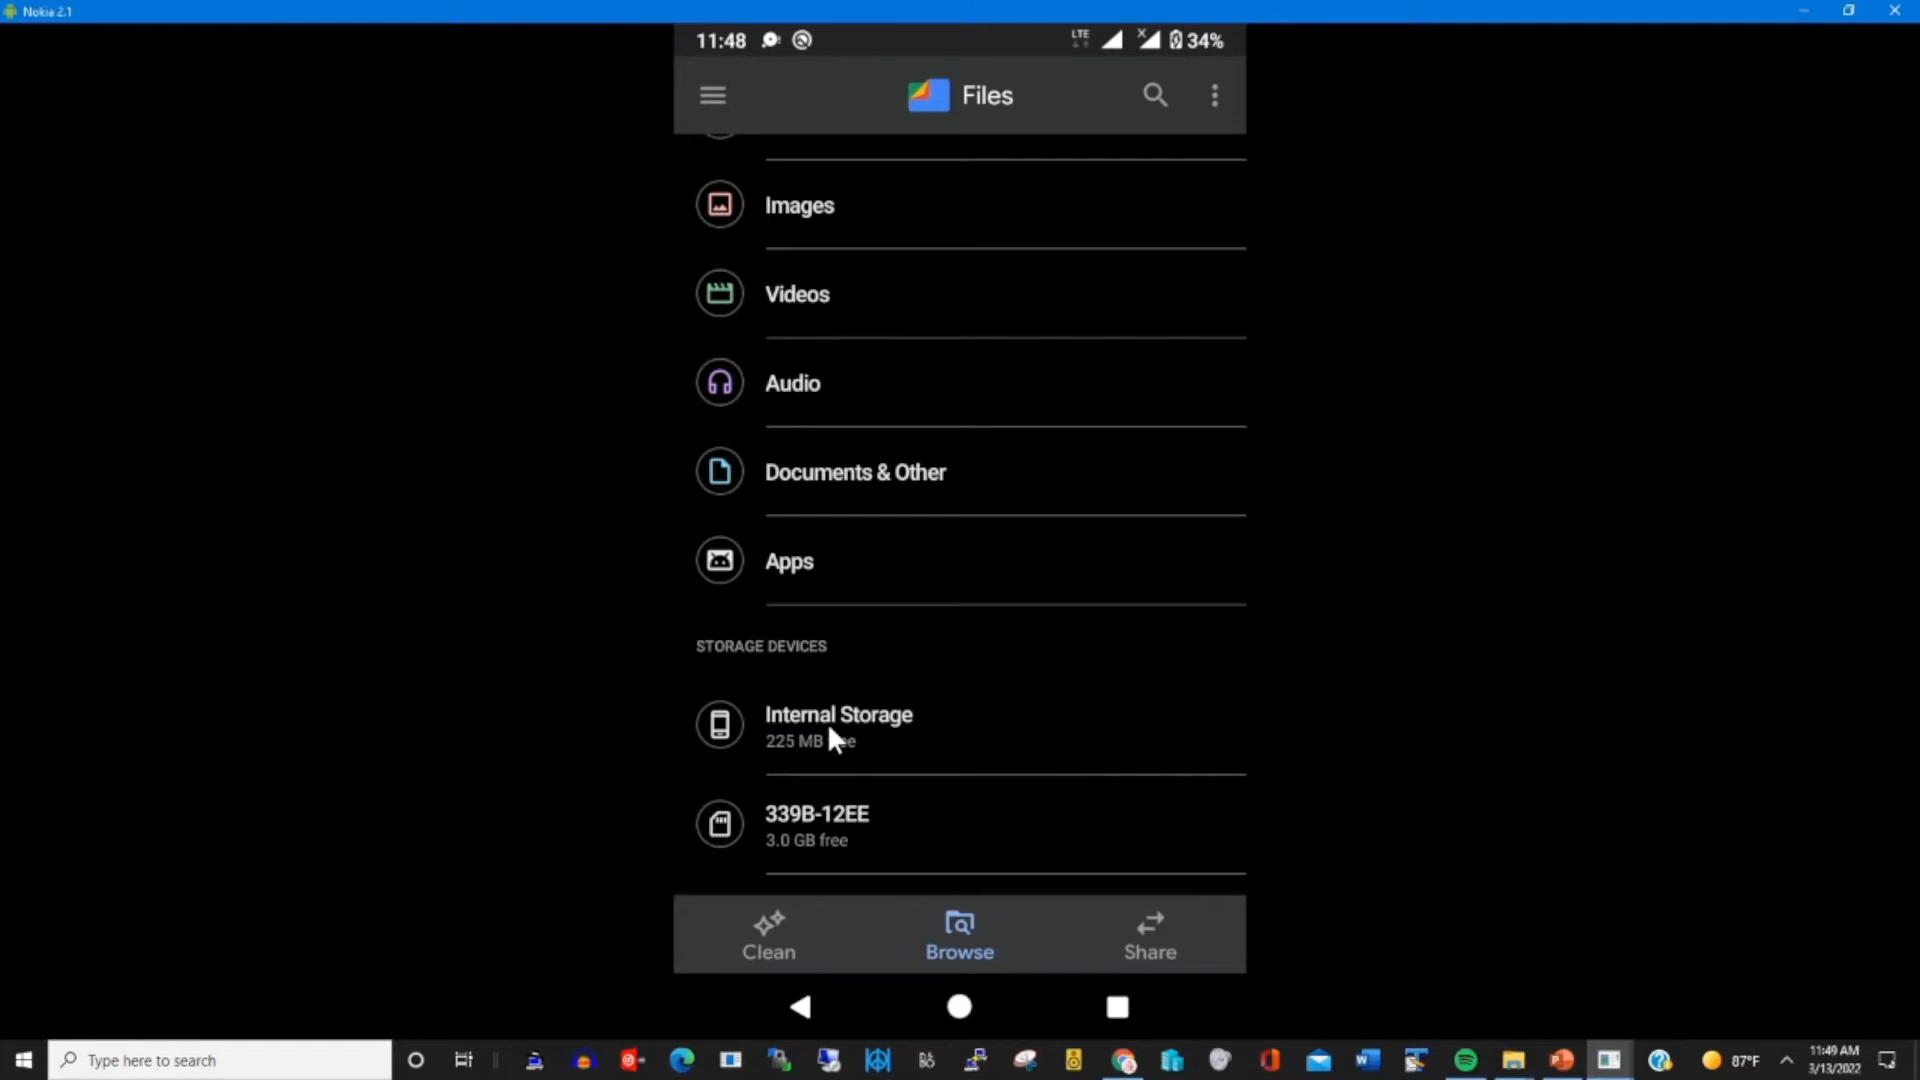 Nokia 2.1
11:48
LTE
34%
Files
Images
Videos
Audio
Documents & Other
Apps
STORAGE DEVICES
Internal Storage
225 MB
339B-12EE
3.0 GB free
Clean
Browse
Share
Type here to search
87°F
11:49 AM
3/13/2022